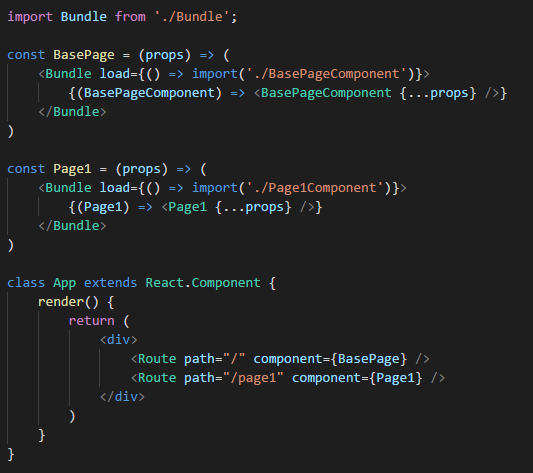 import Bundle from './Bundle';
const BasePage = (props) => (
<Bundle load={() => import('./BasePageComponent')}>
{(BasePageComponent) => <BasePageComponent {...props} />}
</Bundle>
)
const Page1 = (props) => (
<Bundle load={() => import('./Page1Component')}>
{(Page1) => <Page1 {...props} />}
</Bundle>
)
class App extends React.Component {
render() {
return (
<div>
<Route path="/" component={BasePage} />
<Route path="/page1" component={Page1} />
</div>
)
}
}